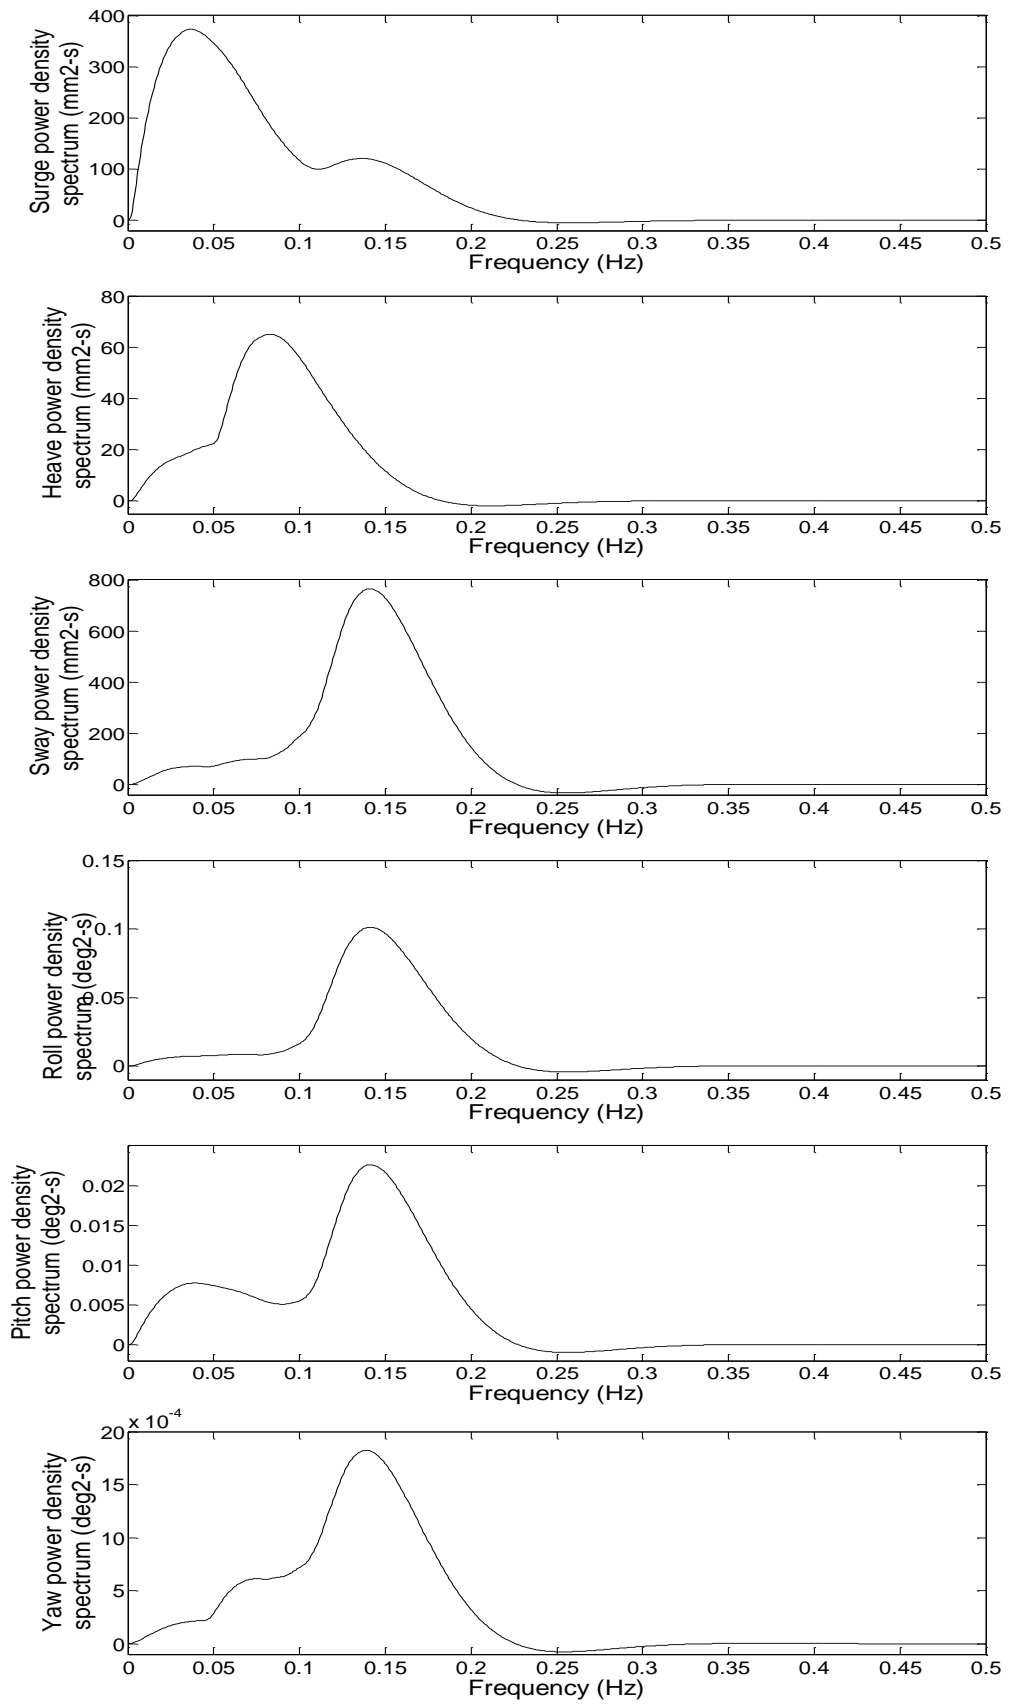 Surge power density
spectrum (mm2-s)
400
300
200
100
0
0 0.05 0.1 0.15 0.2 0.25 0.3 0.35 0.4 0.45 0.5
Frequency (Hz)
Heave power density
spectrum (mm2-s)
80
60
40
20
0
0 0.05 0.1 0.15 0.2 0.25 0.3 0.35 0.4 0.45 0.5
Frequency (Hz)
Sway power density
spectrum (mm2-s)
800
600
400
200
0
0 0.05 0.1 0.15 0.2 0.25 0.3 0.35 0.4 0.45 0.5
Frequency (Hz)
Roll power density
spectrum (deg2-s)
0.15
0.1
0.05
0
0 0.05 0.1 0.15 0.2 0.25 0.3 0.35 0.4 0.45 0.5
Frequency (Hz)
Pitch power density
spectrum (deg2-s)
0.02
0.015
0.01
0.005
0
0 0.05 0.1 0.15 0.2 0.25 0.3 0.35 0.4 0.45 0.5
Frequency (Hz)
Yaw power density
spectrum (deg2-s)
x 10^-4
20
15
10
5
0
0 0.05 0.1 0.15 0.2 0.25 0.3 0.35 0.4 0.45 0.5
Frequency (Hz)